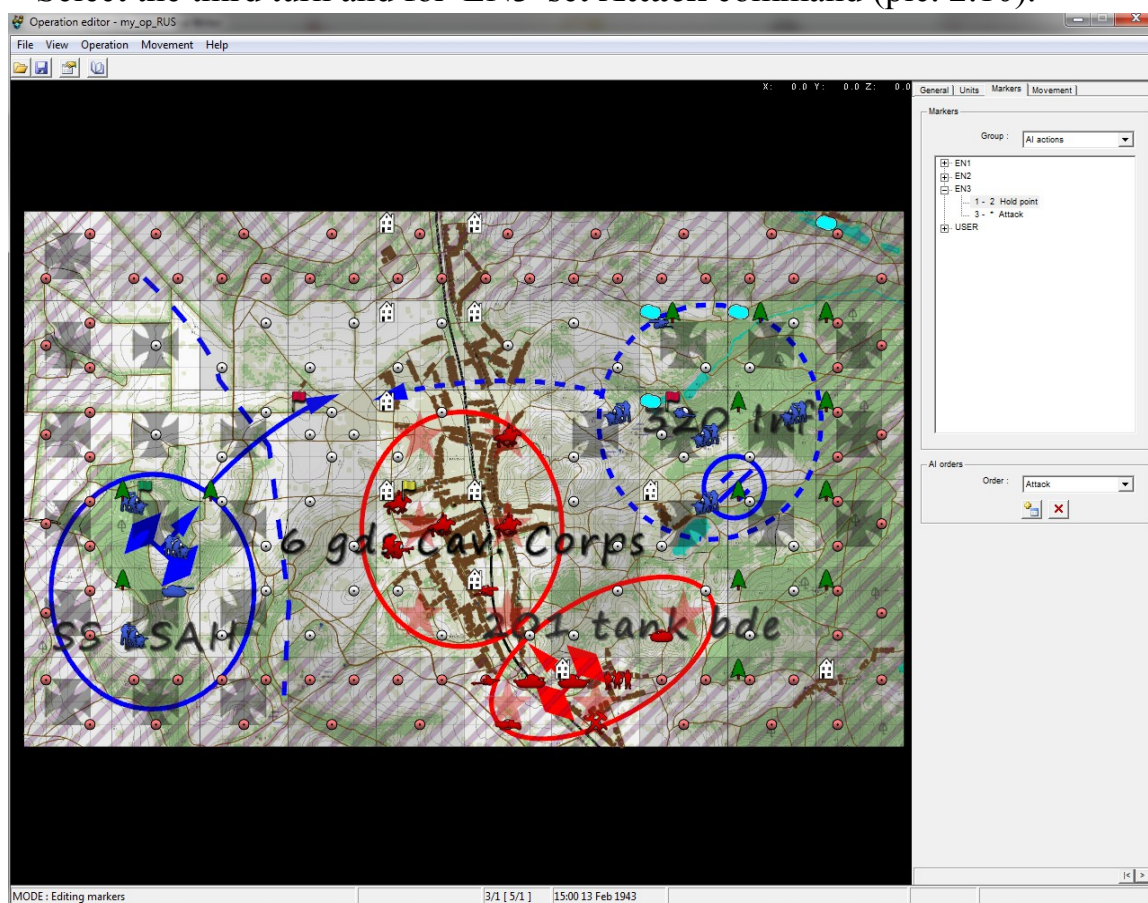 Select the third turn and for 'EN3' set Attack command (pic. 2.10).
Operation editor - my_op_RUS
File View Operation Movement Help
X: 0.0 Y: 0.0 Z: 0.0
General Units Markers Movement
Markers
Group : AI actions
EN1
EN2
EN3
1 - 2 Hold point
3 - * Attack
USER
AI orders
Order : Attack
320 Inf
6 gds Cav. Corps
SS LSAH
201 tank bde
MODE : Editing markers 3/1 [ 5/1 ] 15:00 13 Feb 1943